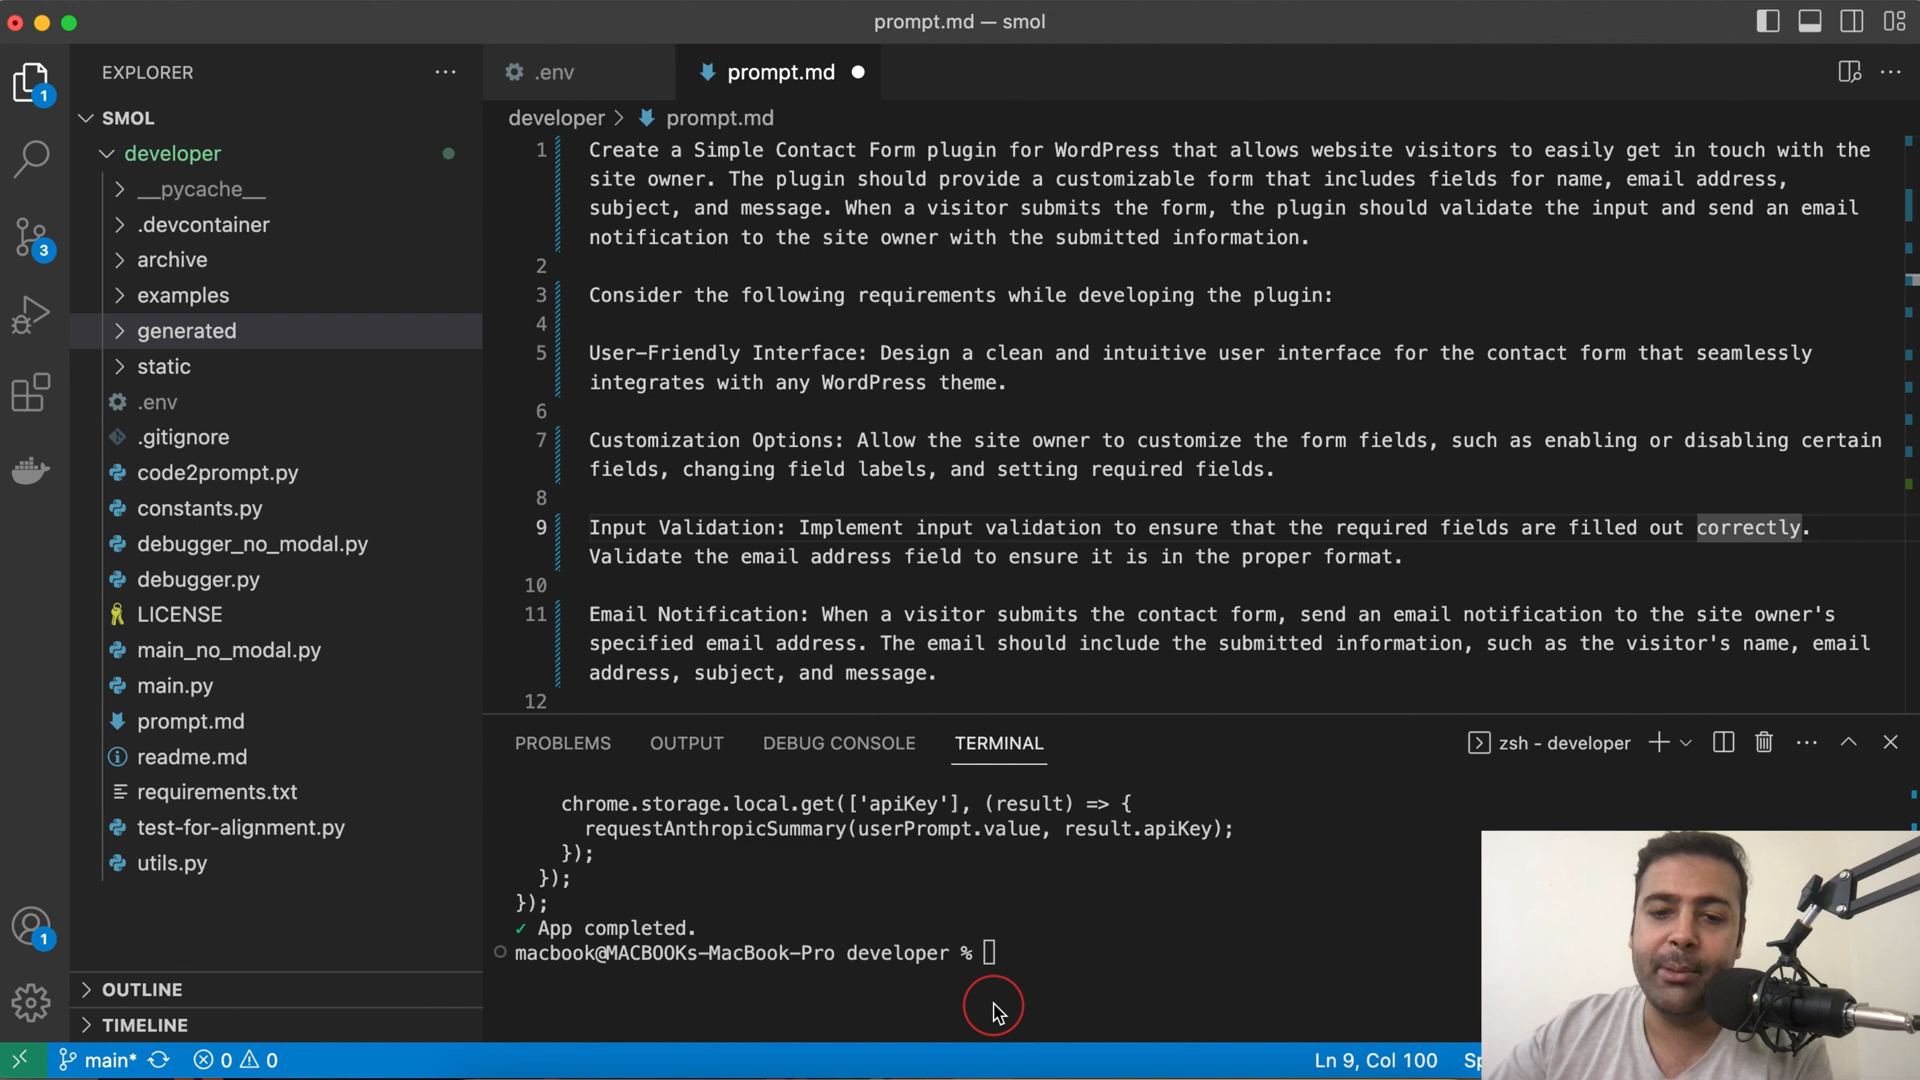 prompt.md — smol
EXPLORER
SMOL
developer
__pycache__
.devcontainer
archive
examples
generated
static
.env
.gitignore
code2prompt.py
constants.py
debugger_no_modal.py
debugger.py
LICENSE
main_no_modal.py
main.py
prompt.md
readme.md
requirements.txt
test-for-alignment.py
utils.py
OUTLINE
TIMELINE
1
3
1
.env
prompt.md
developer > prompt.md
1 Create a Simple Contact Form plugin for WordPress that allows website visitors to easily get in touch with the
site owner. The plugin should provide a customizable form that includes fields for name, email address,
subject, and message. When a visitor submits the form, the plugin should validate the input and send an email
notification to the site owner with the submitted information.
2
3 Consider the following requirements while developing the plugin:
4
5 User-Friendly Interface: Design a clean and intuitive user interface for the contact form that seamlessly
integrates with any WordPress theme.
6
7 Customization Options: Allow the site owner to customize the form fields, such as enabling or disabling certain
fields, changing field labels, and setting required fields.
8
9 Input Validation: Implement input validation to ensure that the required fields are filled out correctly.
Validate the email address field to ensure it is in the proper format.
10
11 Email Notification: When a visitor submits the contact form, send an email notification to the site owner's
specified email address. The email should include the submitted information, such as the visitor's name, email
address, subject, and message.
12
PROBLEMS OUTPUT DEBUG CONSOLE TERMINAL
zsh - developer
chrome.storage.local.get(['apiKey'], (result) => {
requestAnthropicSummary(userPrompt.value, result.apiKey);
});
});
});
✓ App completed.
macbook@MACBOOKs-MacBook-Pro developer %
main* 0 0
Ln 9, Col 100